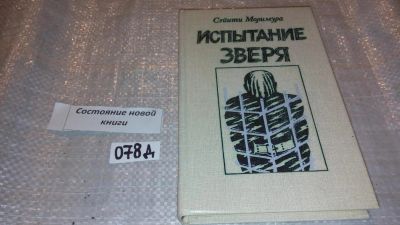 Сэйити Моримура
ИСПЫТАНИЕ
ЗВЕРЯ
Состояние новой
книги
078Д